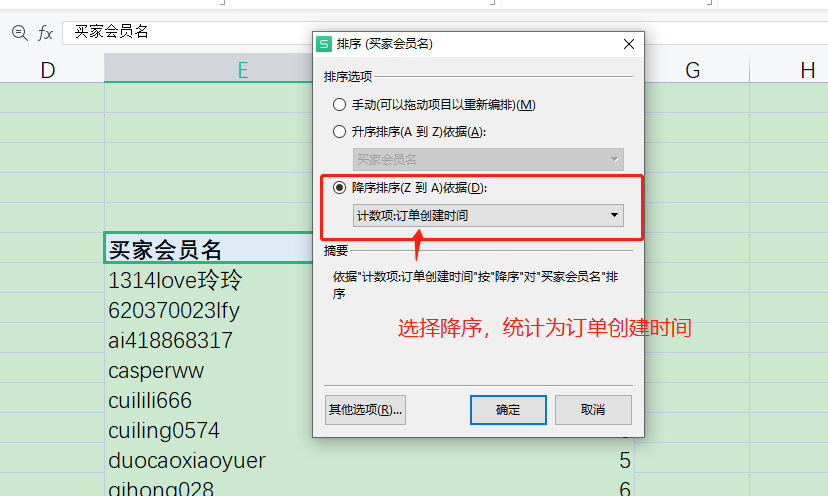 fx
买家会员名
D
E
G
H
S
排序 (买家会员名)
排序选项
手动(可以拖动项目以重新编排)(M)
升序排序(A 到 Z)依据(A):
买家会员名
降序排序(Z 到 A)依据(D):
计数项:订单创建时间
摘要
依据"计数项:订单创建时间"按"降序"对"买家会员名"排
序
选择降序，统计为订单创建时间
其他选项(R)...
确定
取消
买家会员名
1314love玲玲
620370023lfy
ai418868317
casperww
cuilili666
cuiling0574
duocaoxiaoyuer
5
qihong028
6